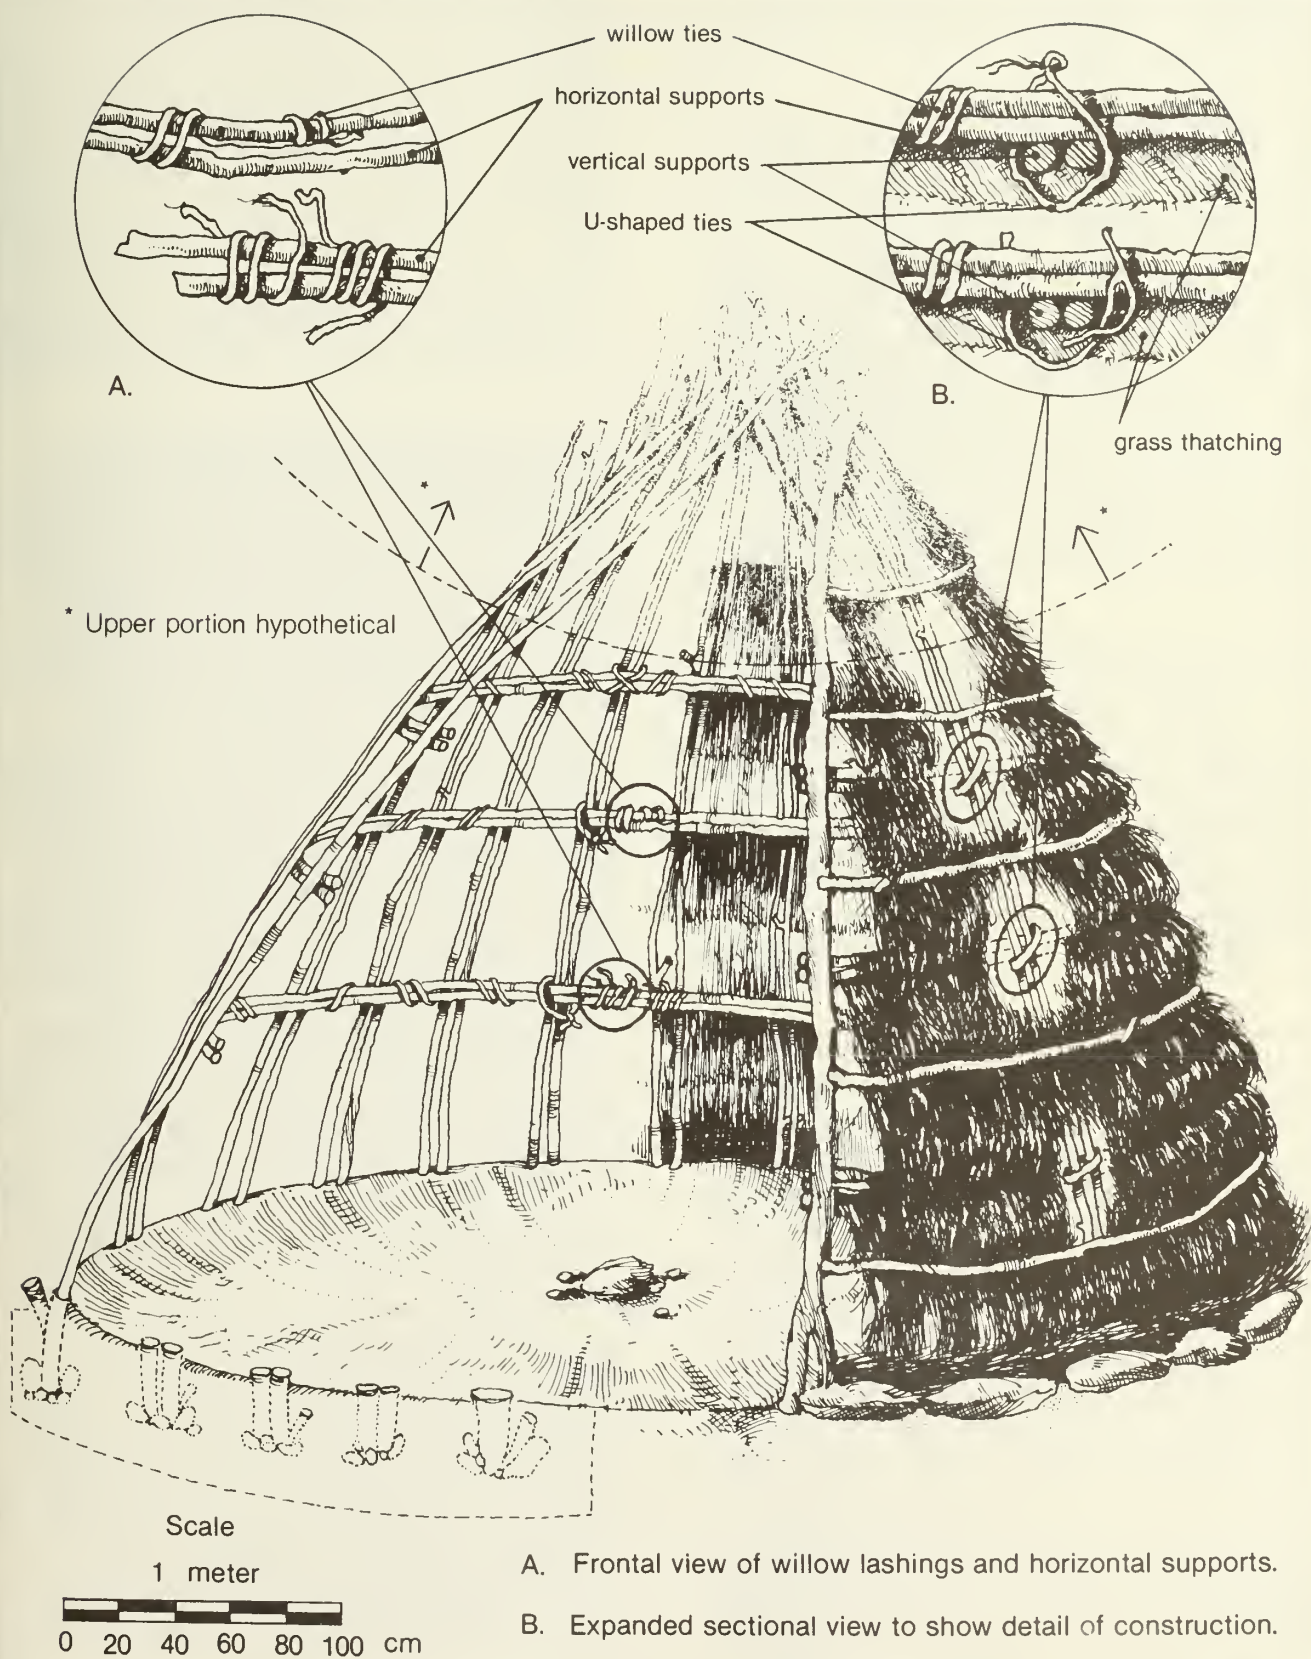 willow ties
horizontal supports
vertical supports
U-shaped ties
A.
B.
grass thatching
*
*
* Upper portion hypothetical
Scale
1 meter
0 20 40 60 80 100 cm
A. Frontal view of willow lashings and horizontal supports.
B. Expanded sectional view to show detail of construction.